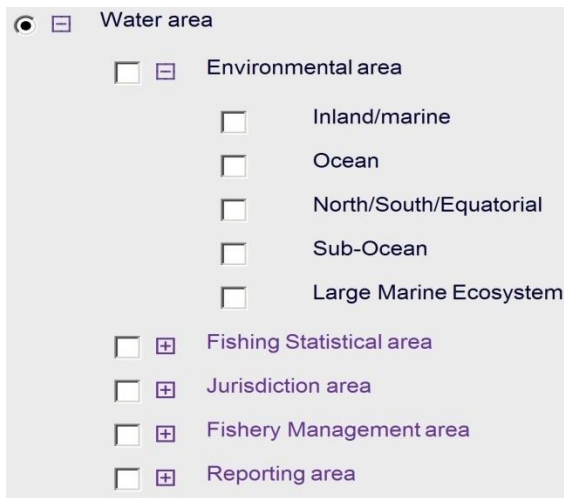 Water area
Environmental area
Inland/marine
Ocean
North/South/Equatorial
Sub-Ocean
Large Marine Ecosystem
Fishing Statistical area
Jurisdiction area
Fishery Management area
Reporting area